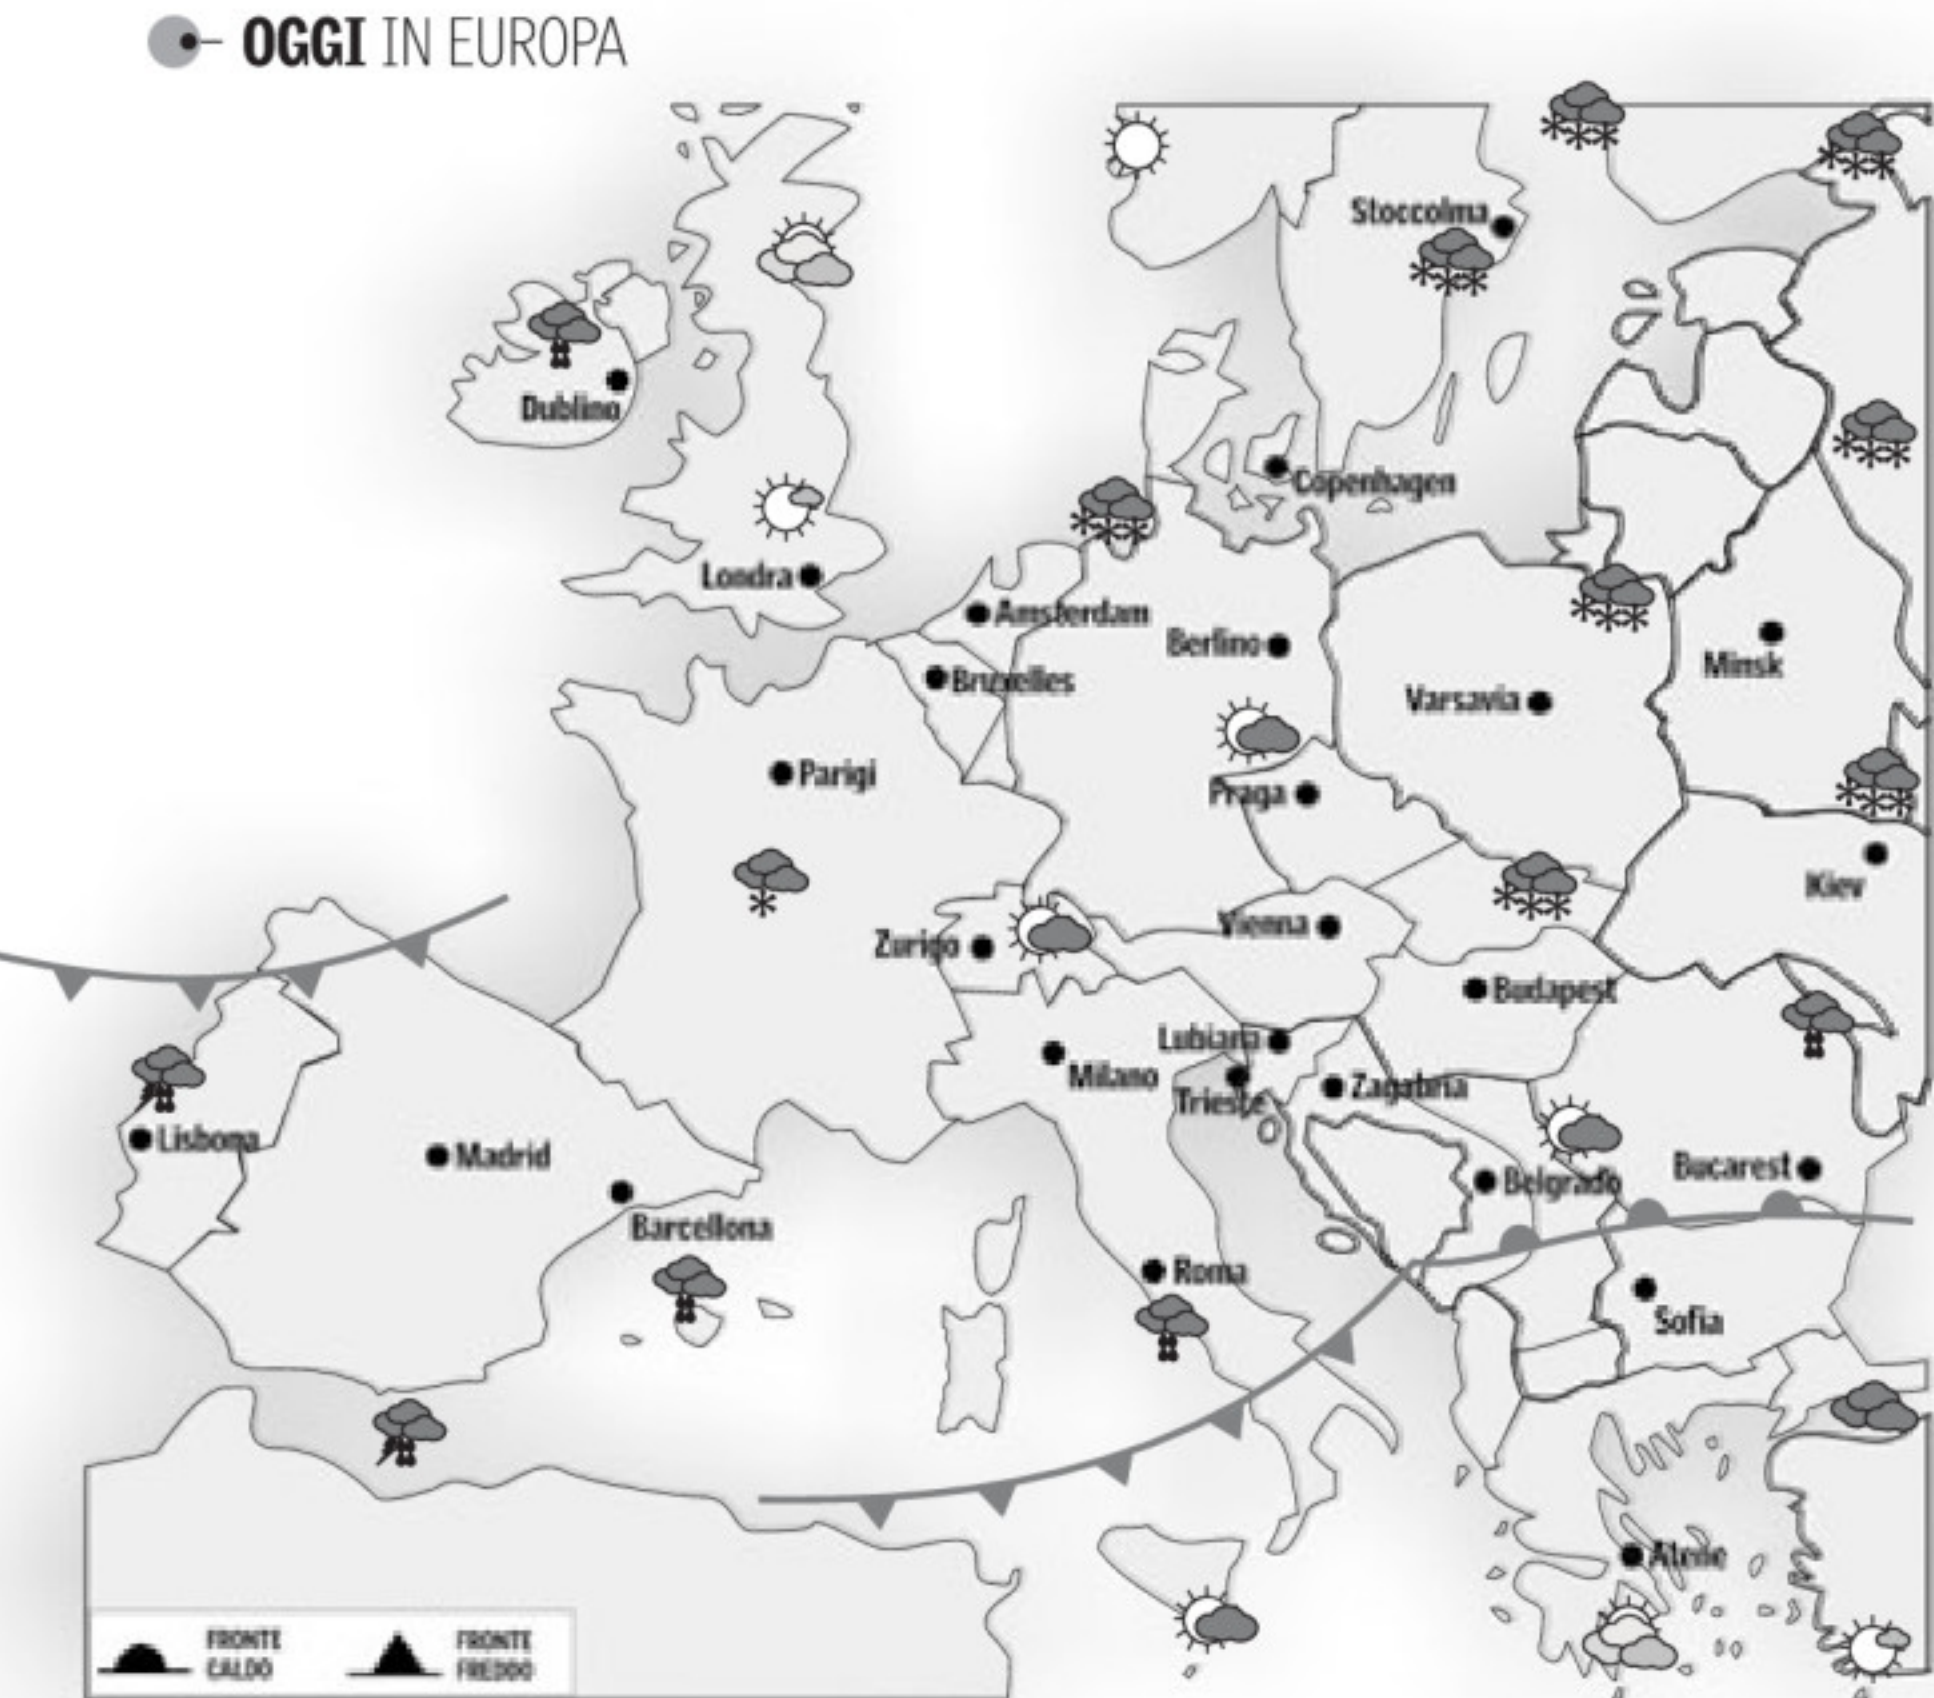 OGGI IN EUROPA
Stoccolma
Dublino
Copenhagen
Londra
Amsterdam
Berlino
Minsk
Bruxelles
Varsavia
Parigi
Praga
Kiev
Vienna
Zurigo
Budapest
Lubiana
Milano
Zagabria
Trieste
Lisbona
Madrid
Belgrado
Bucarest
Barcellona
Roma
Sofia
Atene
FRONTE
CALDO
FRONTE
FREDDO